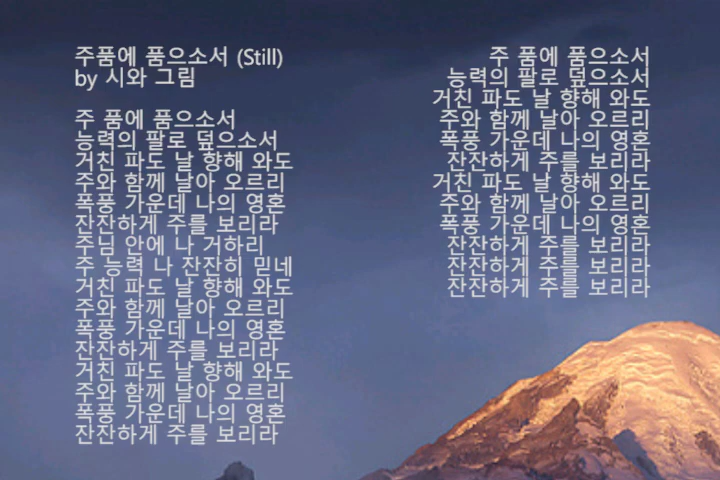 주품에 품으소서 (Still)
by 시와 그림
주 품에 품으소서
능력의 팔로 덮으소서
거친 파도 날 향해 와도
주와 함께 날아 오르리
폭풍 가운데 나의 영혼
잔잔하게 주를 보리라
주님 안에 나 거하리
주 능력 나 잔잔히 믿네
거친 파도 날 향해 와도
주와 함께 날아 오르리
폭풍 가운데 나의 영혼
잔잔하게 주를 보리라
거친 파도 날 향해 와도
주와 함께 날아 오르리
폭풍 가운데 나의 영혼
잔잔하게 주를 보리라
주 품에 품으소서
능력의 팔로 덮으소서
거친 파도 날 향해 와도
주와 함께 날아 오르리
폭풍 가운데 나의 영혼
잔잔하게 주를 보리라
거친 파도 날 향해 와도
주와 함께 날아 오르리
폭풍 가운데 나의 영혼
잔잔하게 주를 보리라
잔잔하게 주를 보리라
잔잔하게 주를 보리라